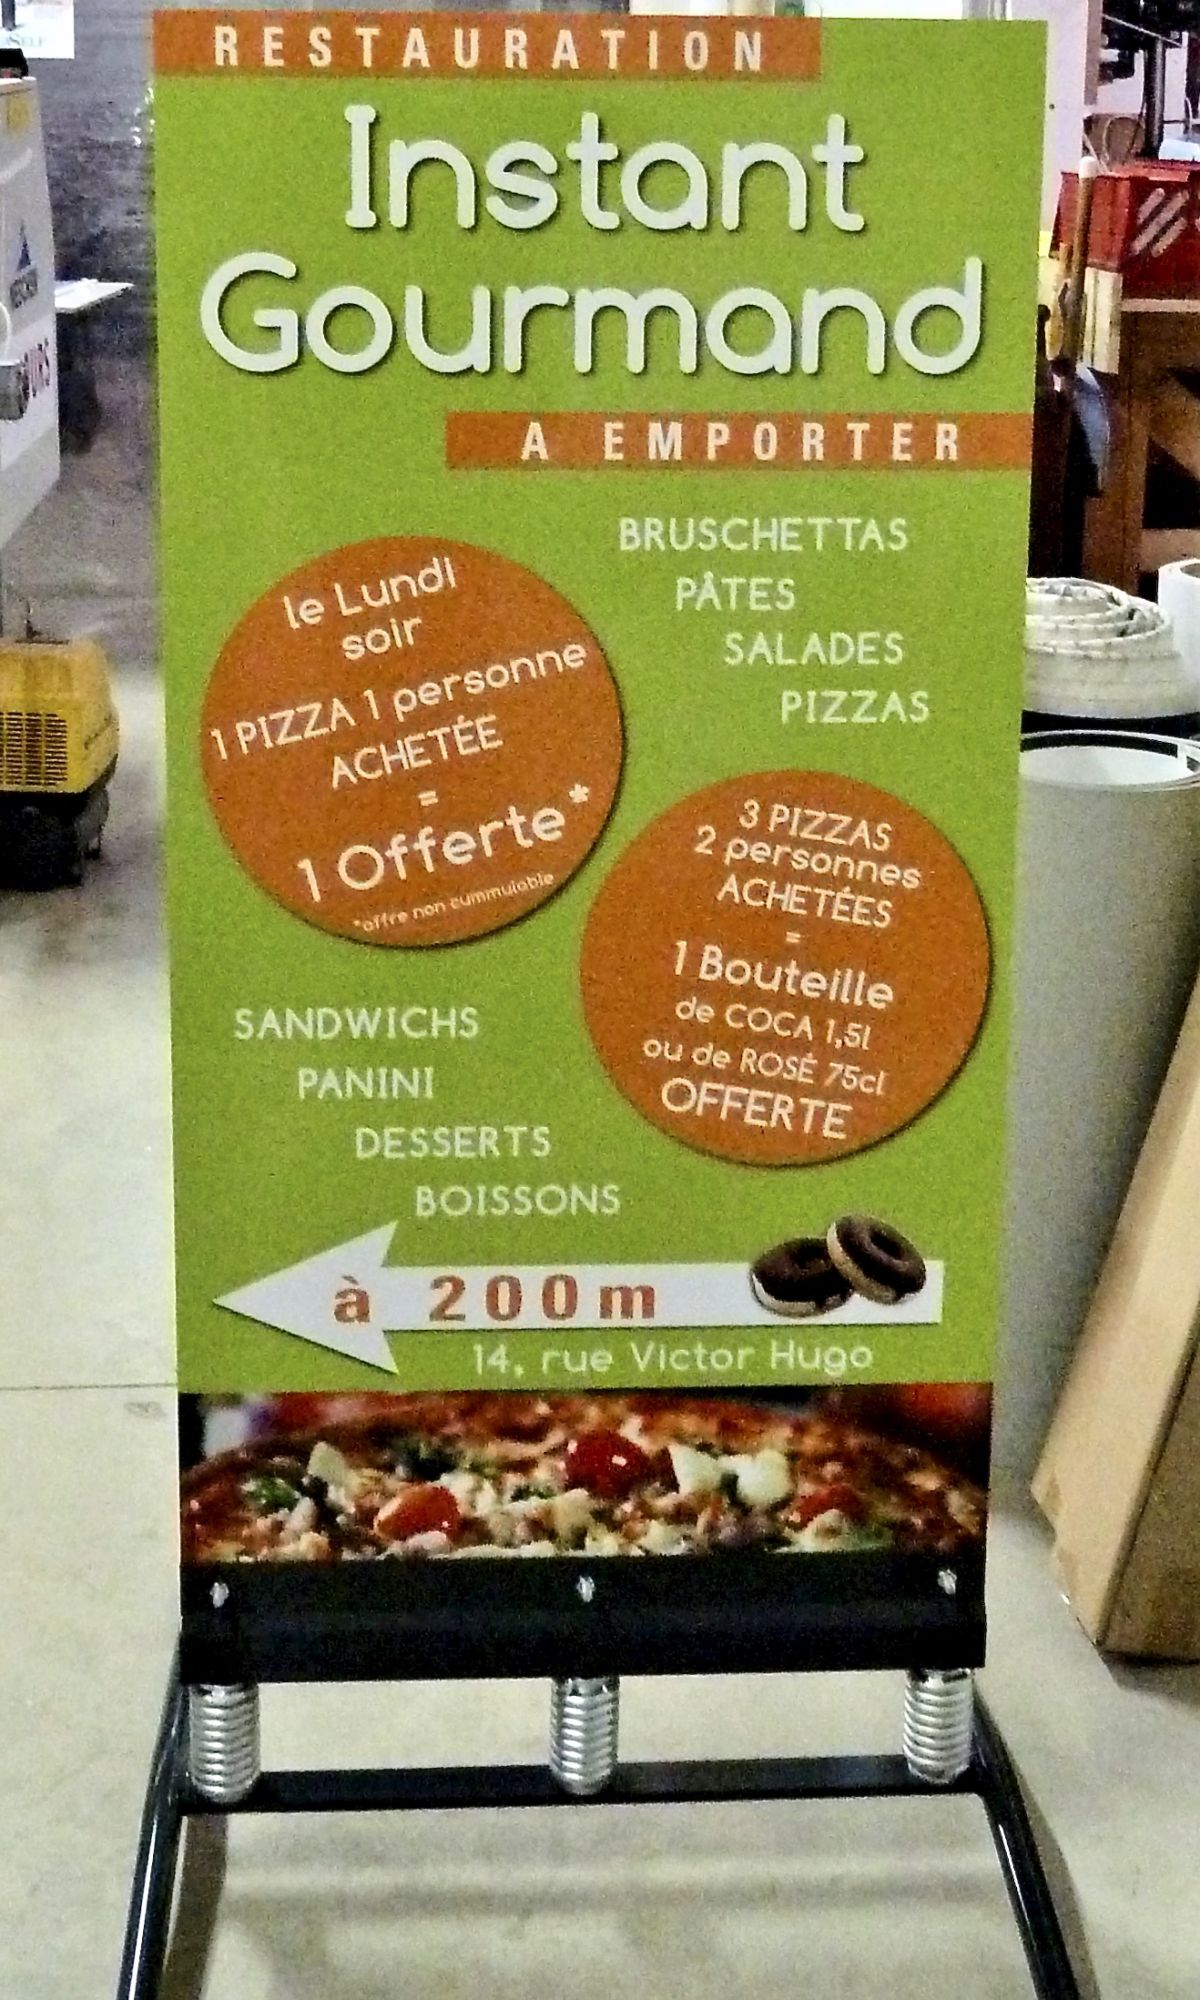 RESTAURATION
Instant
Gourmand
A EMPORTER
BRUSCHETTAS
PÂTES
SALADES
PIZZAS
le Lundi
soir
1 PIZZA 1 personne
ACHETÉE
=
1 Offerte*
*offre non cummulable
3 PIZZAS
2 personnes
ACHETÉES
=
1 Bouteille
de COCA 1,5l
ou de ROSÉ 75cl
OFFERTE
SANDWICHS
PANINI
DESSERTS
BOISSONS
à 200m
14, rue Victor Hugo